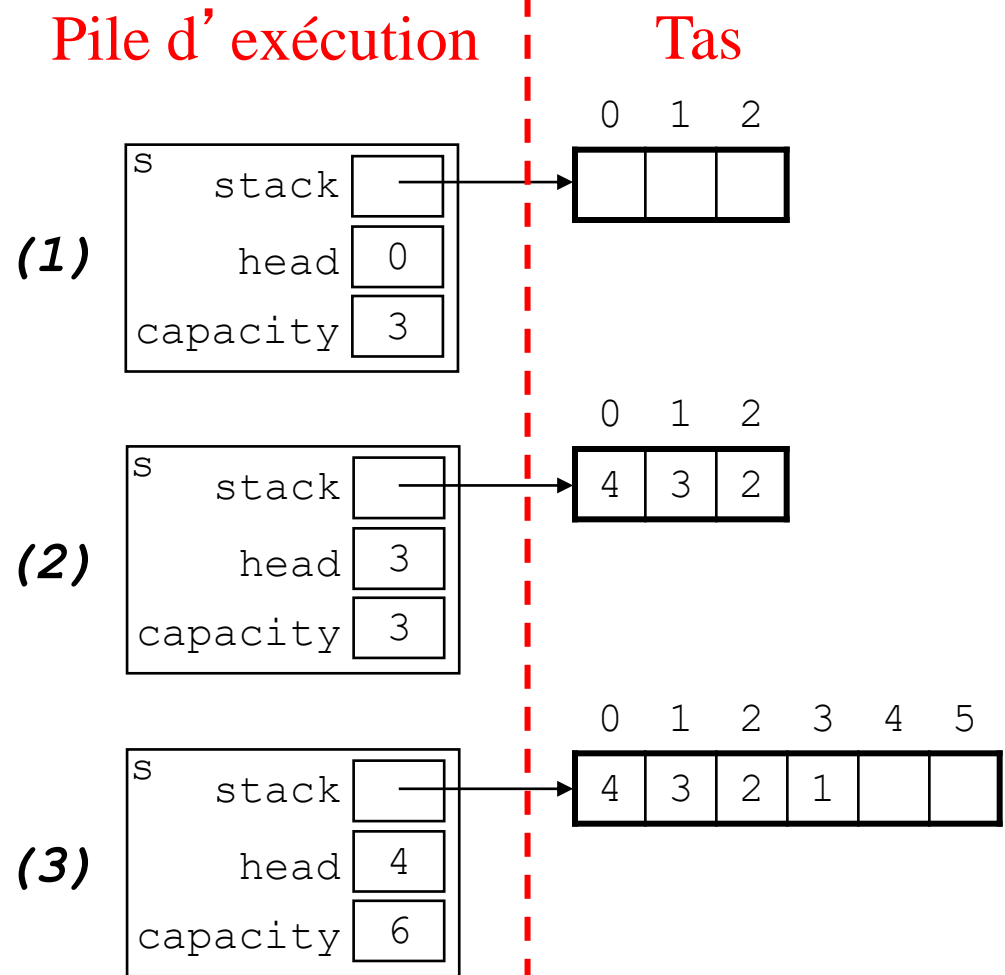 Pile d’ exécution Tas
0 1 2
s
stack
(1)
head 0
capacity 3
0 1 2
s
stack 4 3 2
(2)
head 3
capacity 3
0 1 2 3 4 5
s
stack 4 3 2 1
(3)
head 4
capacity 6